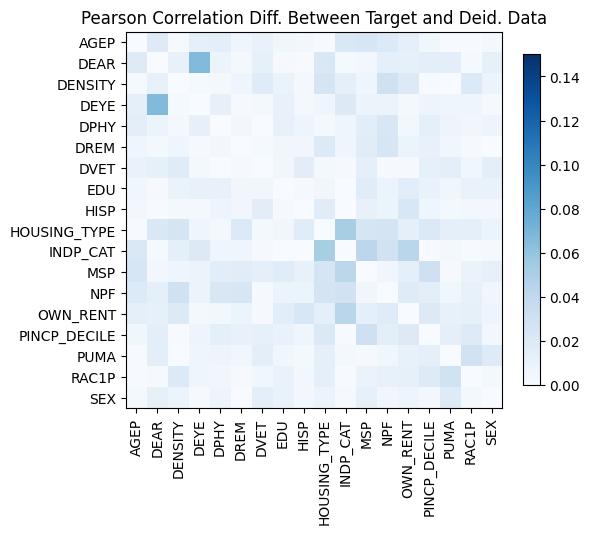 Pearson Correlation Diff. Between Target and Deid. Data
AGEP
DEAR
DENSITY
DEYE
DPHY
DREM
DVET
EDU
HISP
HOUSING_TYPE
INDP_CAT
MSP
NPF
OWN_RENT
PINCP_DECILE
PUMA
RAC1P
SEX
AGEP
DEAR
DENSITY
DEYE
DPHY
DREM
DVET
EDU
HISP
HOUSING_TYPE
INDP_CAT
MSP
NPF
OWN_RENT
PINCP_DECILE
PUMA
RAC1P
SEX
0.14
0.12
0.10
0.08
0.06
0.04
0.02
0.00